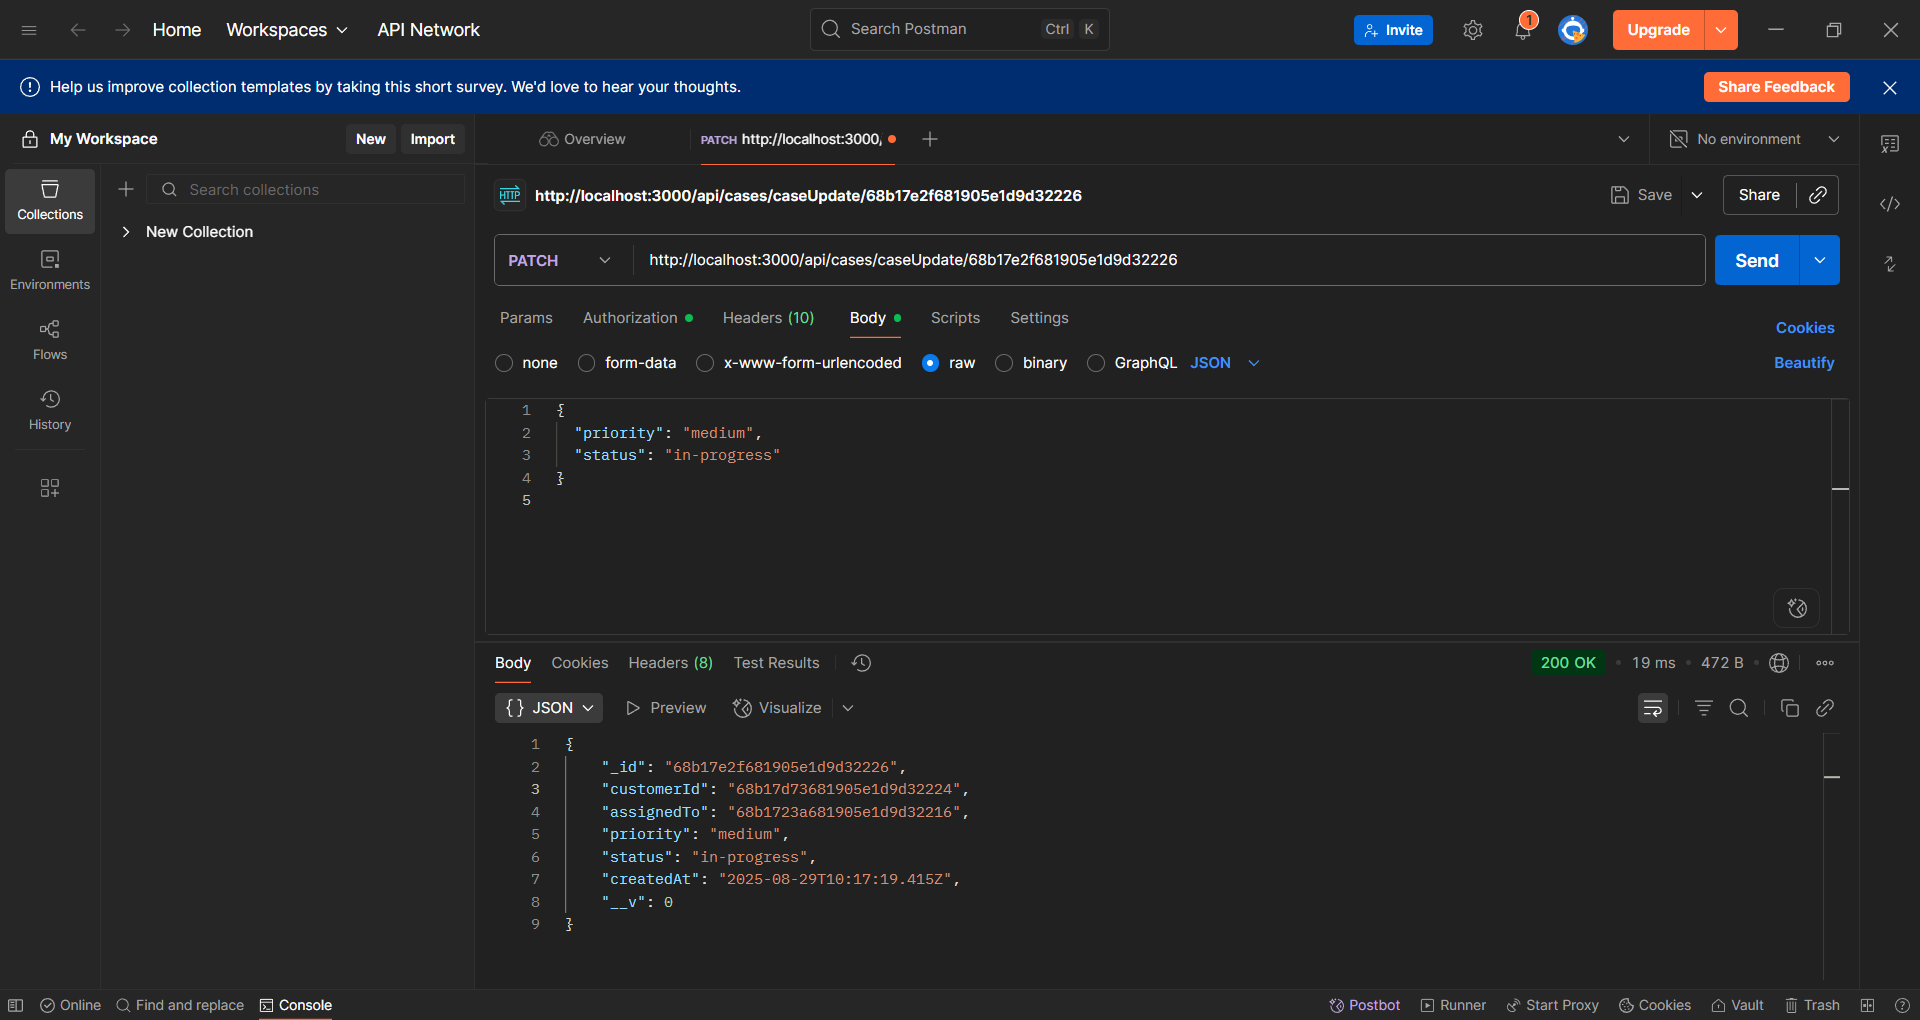 Home Workspaces API Network Search Postman Ctrl K Invite 1 Upgrade
Help us improve collection templates by taking this short survey. We'd love to hear your thoughts. Share Feedback
My Workspace New Import Overview PATCH http://localhost:3000/ No environment
Search collections
Collections
New Collection
Environments
Flows
History
HTTP http://localhost:3000/api/cases/caseUpdate/68b17e2f681905e1d9d32226 Save Share
PATCH http://localhost:3000/api/cases/caseUpdate/68b17e2f681905e1d9d32226 Send
Params Authorization Headers (10) Body Scripts Settings Cookies
none form-data x-www-form-urlencoded raw binary GraphQL JSON Beautify
1 {
2 "priority": "medium",
3 "status": "in-progress"
4 }
5
Body Cookies Headers (8) Test Results 200 OK 19 ms 472 B
{} JSON Preview Visualize
1 {
2 "_id": "68b17e2f681905e1d9d32226",
3 "customerId": "68b17d73681905e1d9d32224",
4 "assignedTo": "68b1723a681905e1d9d32216",
5 "priority": "medium",
6 "status": "in-progress",
7 "createdAt": "2025-08-29T10:17:19.415Z",
8 "__v": 0
9 }
Online Find and replace Console Postbot Runner Start Proxy Cookies Vault Trash